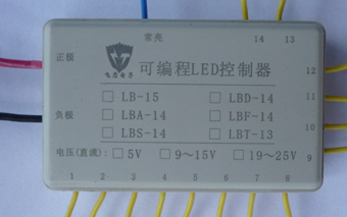 常亮 14 13
正极
可编程LED控制器
12
LB-15 LBD-14
11
负极 LBA-14 LBF-14
10
LBS-14 LBT-13
电压(直流): 5V 9~15V 19~25V 9
1 2 3 4 5 6 7 8